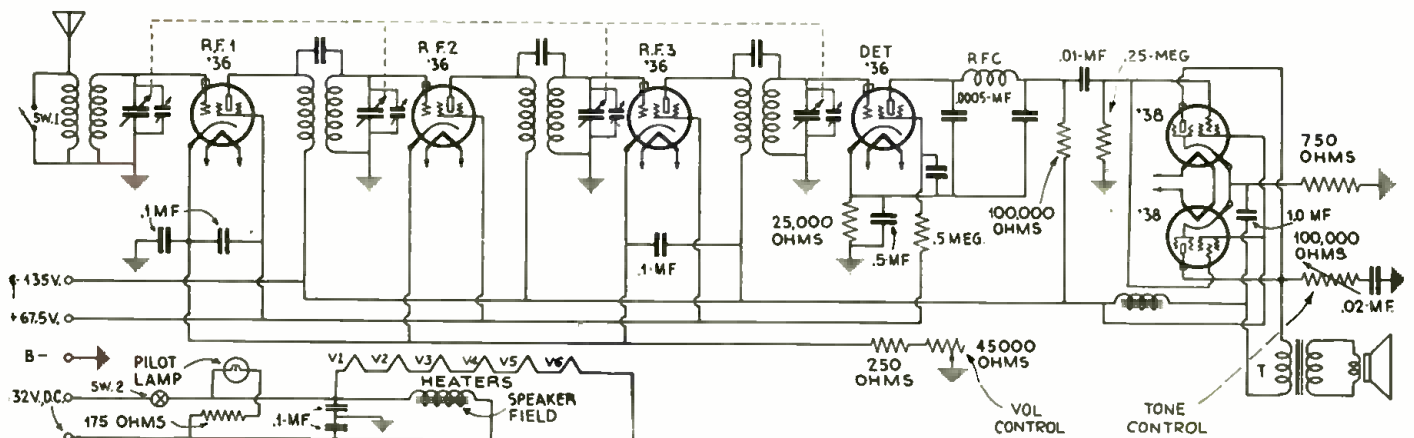 R.F.1
'36
R.F.2
'36
R.F.3
'36
DET
'36
RFC
.0005-MF
.01-MF
.25-MEG
'38
'38
750
OHMS
SW.1
.1MF
25,000
OHMS
.5-MF
.5 MEG.
100,000
OHMS
1.0 MF
100,000
OHMS
.02-MF.
.1-MF
135V.
+67.5V.
B-
PILOT
LAMP
SW.2
32V.D.C.
175 OHMS
V1 V2 V3 V4 V5 V6
HEATERS
SPEAKER
FIELD
.1-MF
250
OHMS
45000
OHMS
VOL
CONTROL
TONE
CONTROL
T